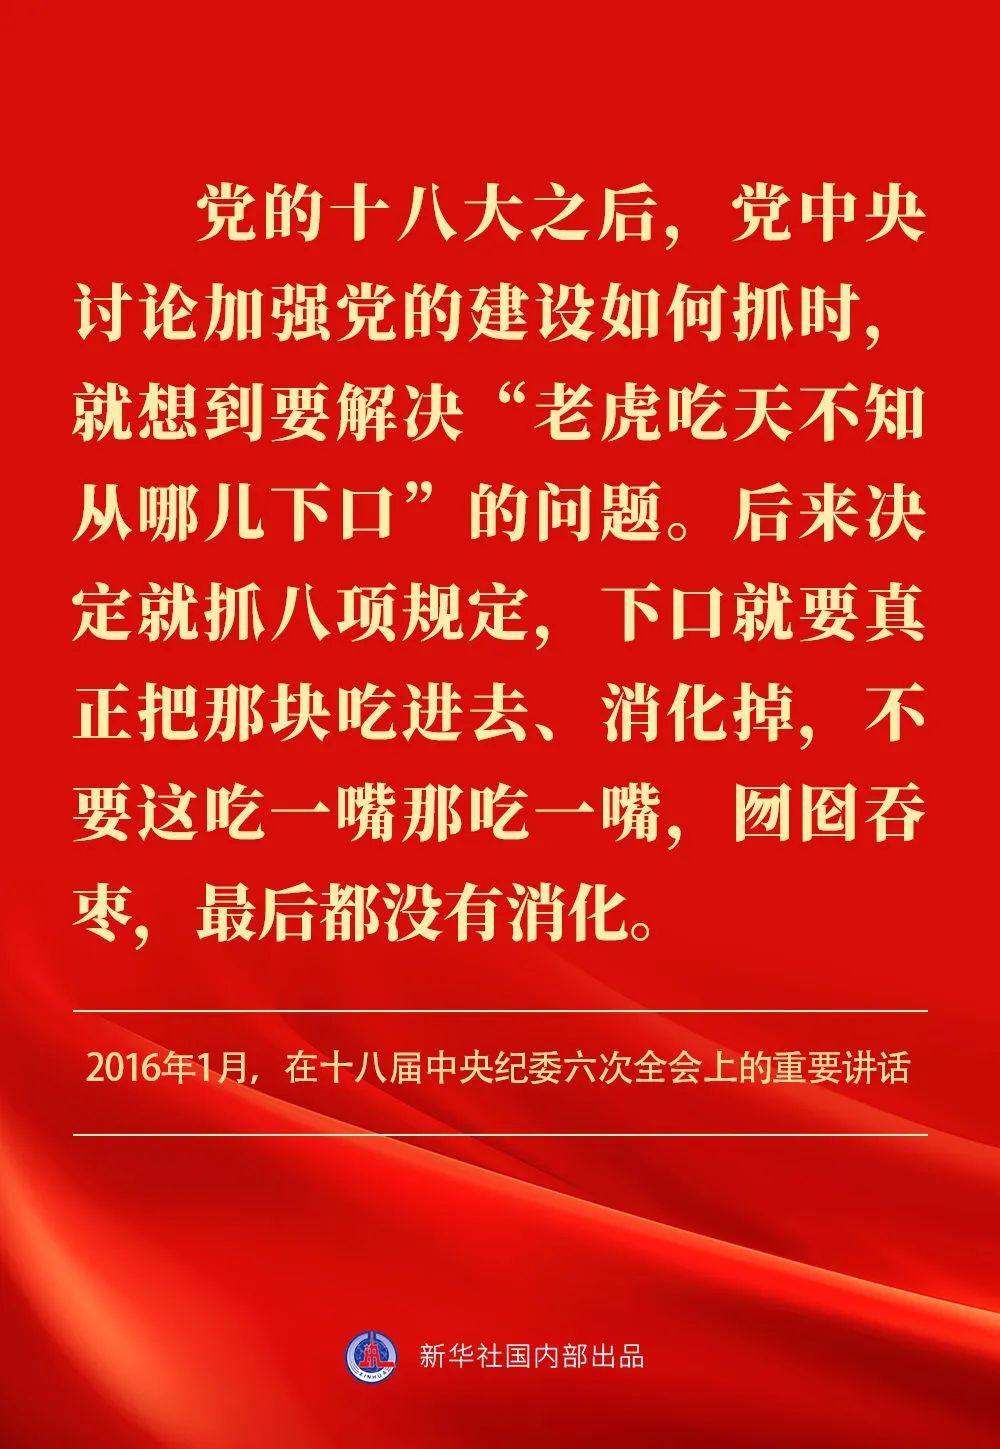 党的十八大之后，党中央
讨论加强党的建设如何抓时，
就想到要解决“老虎吃天不知
从哪儿下口”的问题。后来决
定就抓八项规定，下口就要真
正把那块吃进去、消化掉，不
要这吃一嘴那吃一嘴，囫囵吞
枣，最后都没有消化。
2016年1月，在十八届中央纪委六次全会上的重要讲话
XINHUA
新华社国内部出品